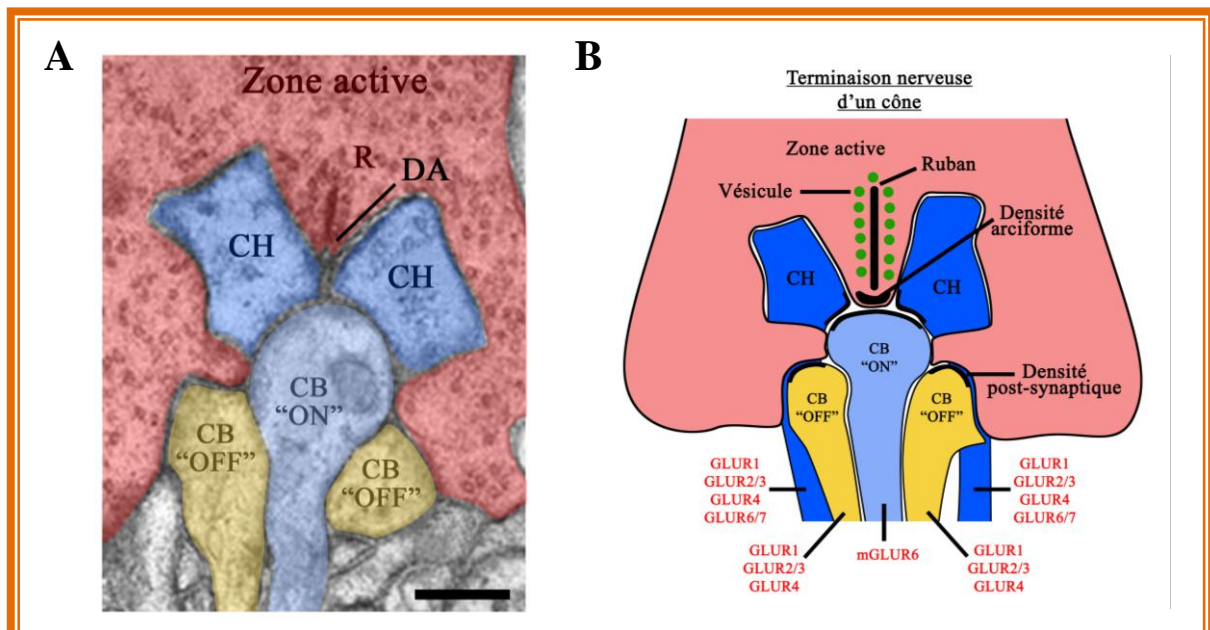 A
Zone active
R
DA
CH
CH
CB
“ON”
CB
“OFF”
CB
“OFF”
B
Terminaison nerveuse
d’un cône
Zone active
Ruban
Vésicule
Densité
arciforme
CH
CH
CB
“ON”
Densité
post-synaptique
CB
“OFF”
CB
“OFF”
GLUR1
GLUR2/3
GLUR4
GLUR6/7
GLUR1
GLUR2/3
GLUR4
GLUR6/7
GLUR1
GLUR2/3
GLUR4
mGLUR6
GLUR1
GLUR2/3
GLUR4